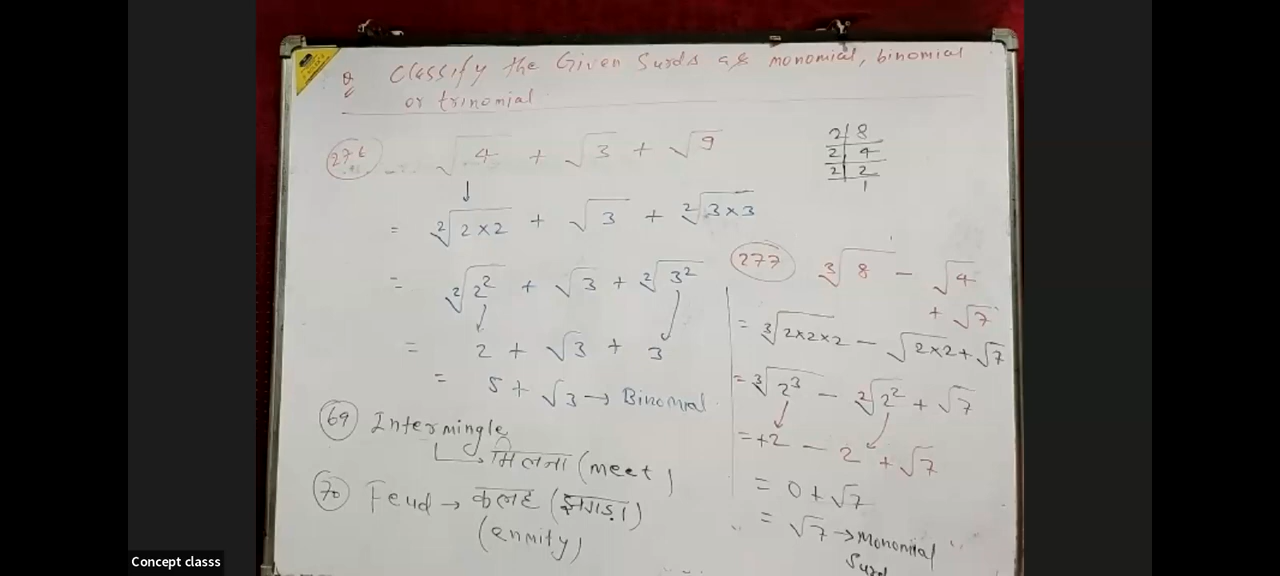 Q Classify the Given Surds as monomial, binomial
or trinomial
276 √4 + √3 + √9
= ²√2×2 + √3 + ²√3×3
= ²√2² + √3 + ²√3²
= 2 + √3 + 3
= 5 + √3 → Binomial
2 | 8
2 | 4
2 | 2
1
277 ³√8 - √4
+ √7
= ³√2×2×2 - √2×2 + √7
= ³√2³ - ²√2² + √7
= +2 - 2 + √7
= 0 + √7
= √7 → Monomial
Surd
69 Intermingle
→ मिलना (meet)
70 Feud → कलह (झगड़ा)
(enmity)
Concept classs